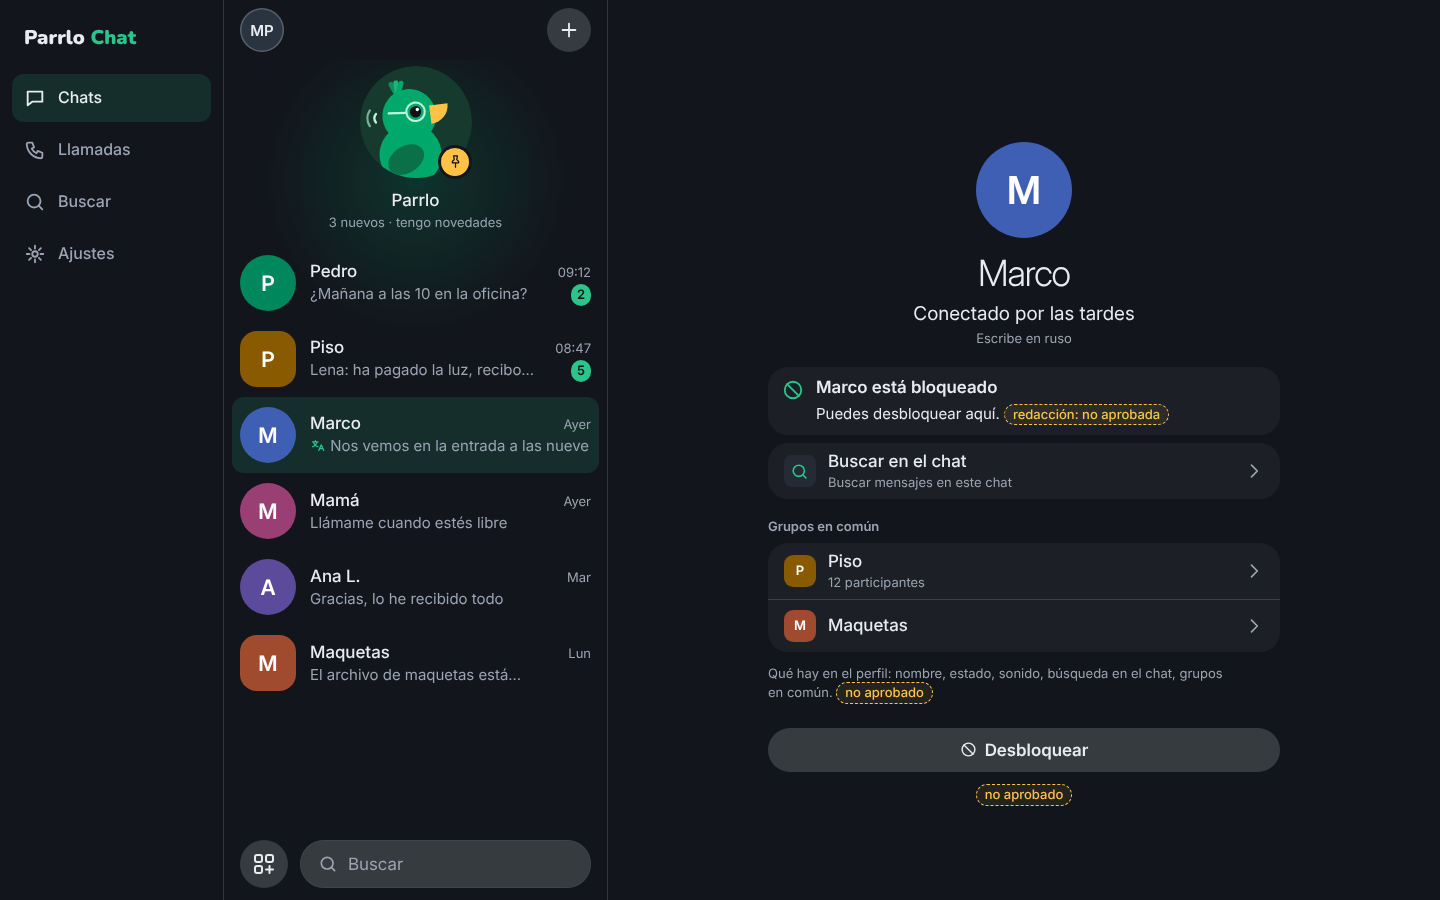 Parrlo Chat
Chats
Llamadas
Buscar
Ajustes
MP
Parrlo
3 nuevos · tengo novedades
P
Pedro
09:12
¿Mañana a las 10 en la oficina?
2
P
Piso
08:47
Lena: ha pagado la luz, recibo...
5
M
Marco
Ayer
Nos vemos en la entrada a las nueve
M
Mamá
Ayer
Llámame cuando estés libre
A
Ana L.
Mar
Gracias, lo he recibido todo
M
Maquetas
Lun
El archivo de maquetas está...
Buscar
M
Marco
Conectado por las tardes
Escribe en ruso
Marco está bloqueado
Puedes desbloquear aquí. redacción: no aprobada
Buscar en el chat
Buscar mensajes en este chat
Grupos en común
P
Piso
12 participantes
M
Maquetas
Qué hay en el perfil: nombre, estado, sonido, búsqueda en el chat, grupos
en común. no aprobado
Desbloquear
no aprobado